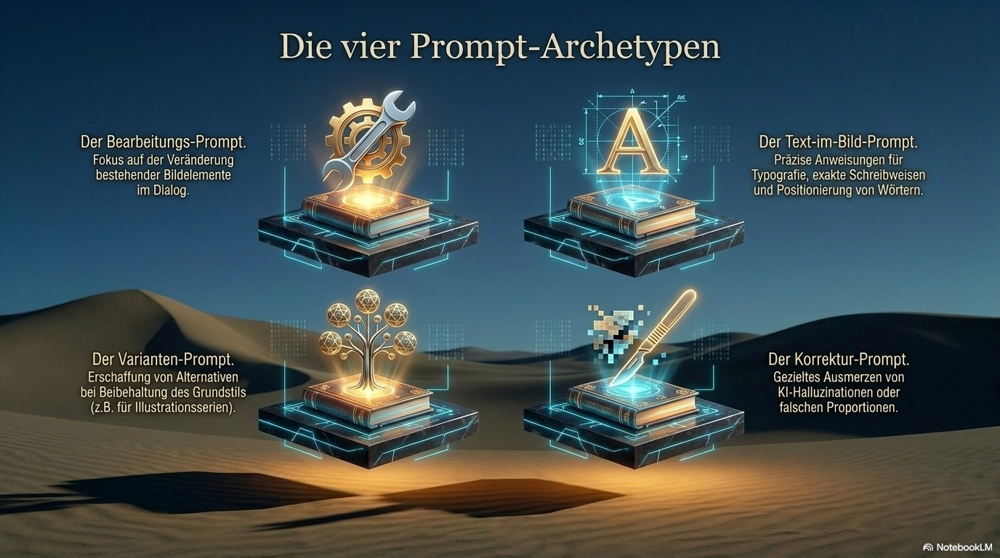 Die vier Prompt-Archetypen
Der Bearbeitungs-Prompt.
Fokus auf der Veränderung
bestehender Bildelemente
im Dialog.
Der Text-im-Bild-Prompt.
Präzise Anweisungen für
Typografie, exakte Schreibweisen
und Positionierung von Wörtern.
A
A
Der Varianten-Prompt.
Erschaffung von Alternativen
bei Beibehaltung des Grundstils
(z.B. für Illustrationsserien).
Der Korrektur-Prompt.
Gezieltes Ausmerzen von
KI-Halluzinationen oder
falschen Proportionen.
NotebookLM